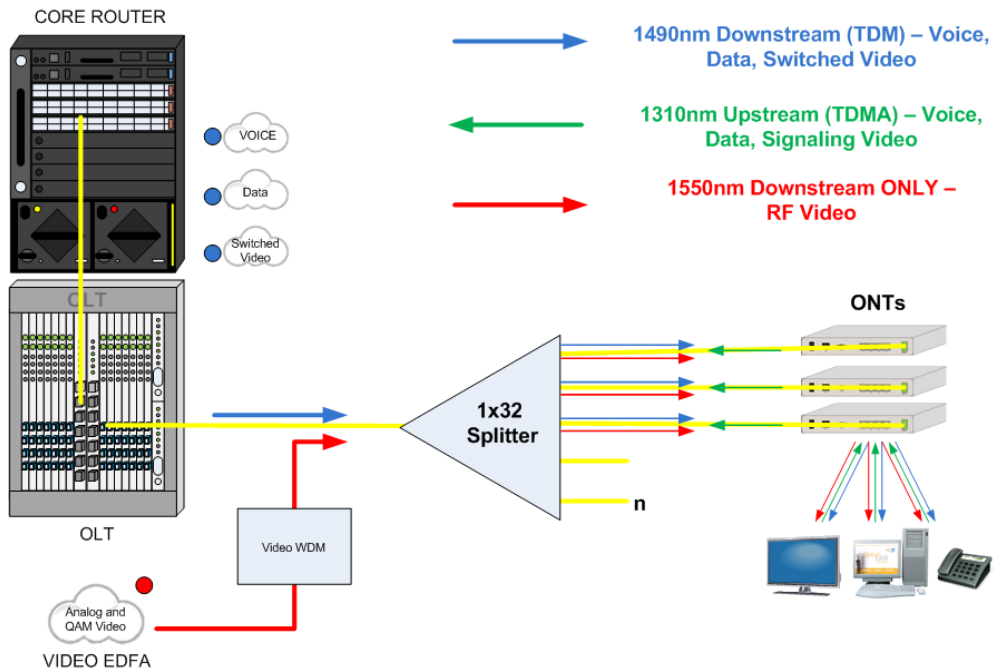 CORE ROUTER
1490nm Downstream (TDM) – Voice,
Data, Switched Video
1310nm Upstream (TDMA) – Voice,
Data, Signaling Video
1550nm Downstream ONLY –
RF Video
VOICE
Data
Switched
Video
OLT
ONTs
1x32
Splitter
n
OLT
Video WDM
Analog and
QAM Video
VIDEO EDFA